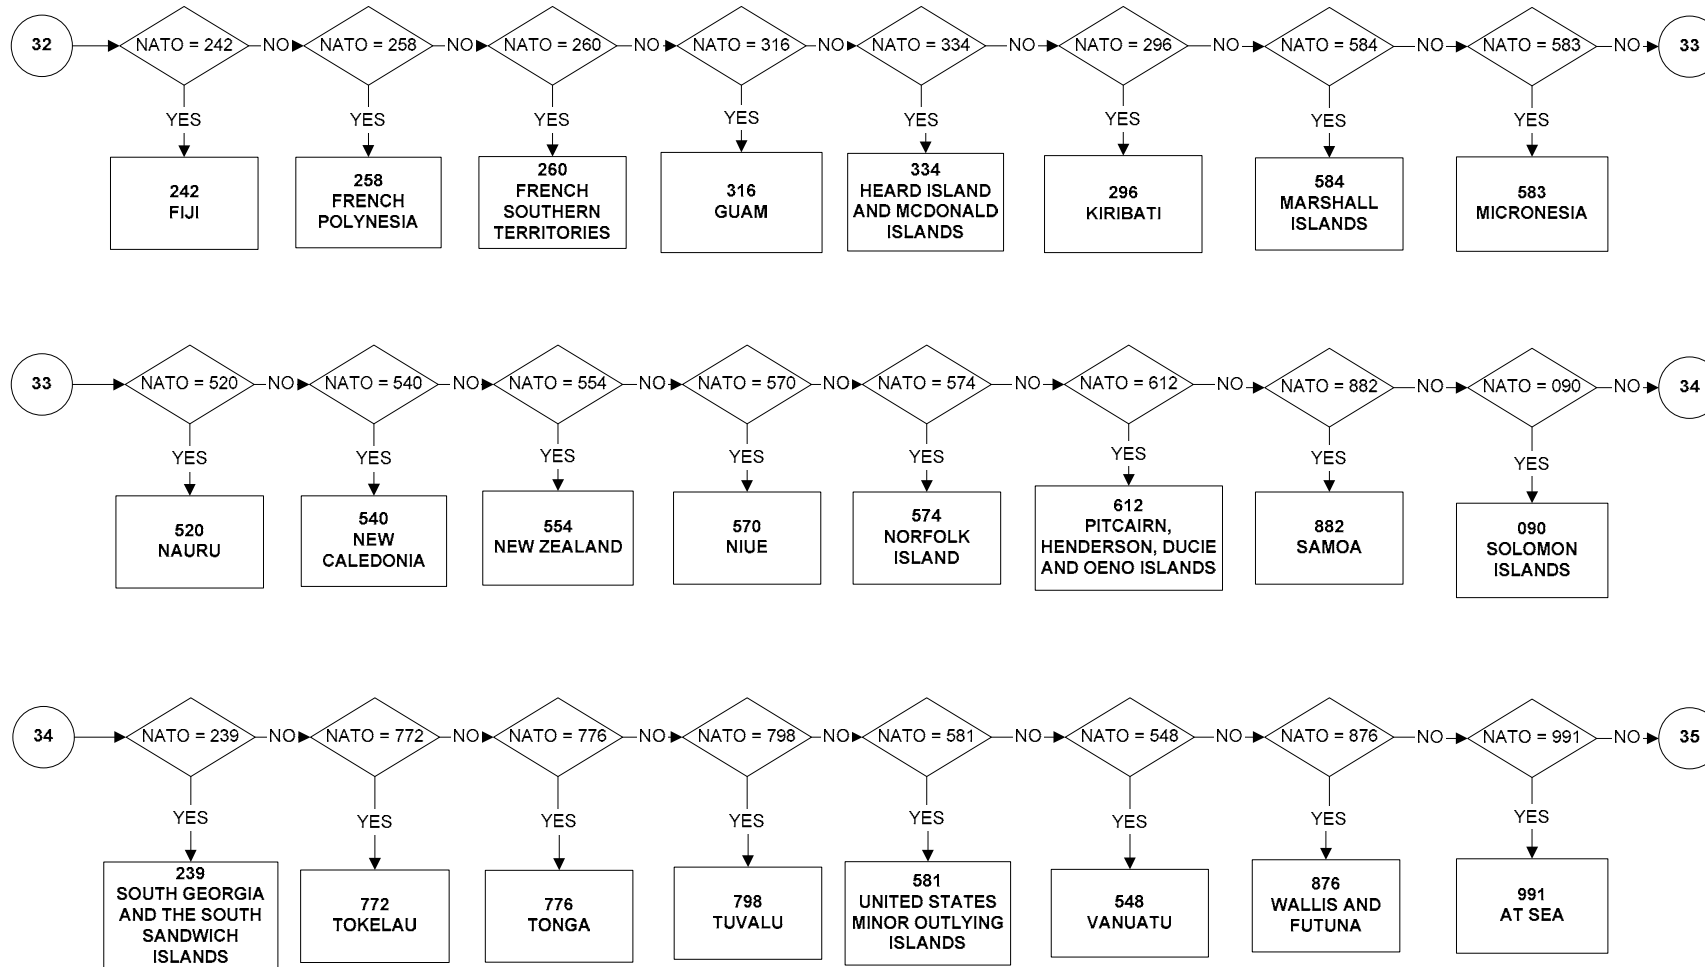 32
NATO = 242
NO
NATO = 258
NO
NATO = 260
NO
NATO = 316
NO
NATO = 334
NO
NATO = 296
NO
NATO = 584
NO
NATO = 583
NO
33
YES
YES
YES
YES
YES
YES
YES
YES
242
FIJI
258
FRENCH
POLYNESIA
260
FRENCH
SOUTHERN
TERRITORIES
316
GUAM
334
HEARD ISLAND
AND MCDONALD
ISLANDS
296
KIRIBATI
584
MARSHALL
ISLANDS
583
MICRONESIA
33
NATO = 520
NO
NATO = 540
NO
NATO = 554
NO
NATO = 570
NO
NATO = 574
NO
NATO = 612
NO
NATO = 882
NO
NATO = 090
NO
34
YES
YES
YES
YES
YES
YES
YES
YES
520
NAURU
540
NEW
CALEDONIA
554
NEW ZEALAND
570
NIUE
574
NORFOLK
ISLAND
612
PITCAIRN,
HENDERSON, DUCIE
AND OENO ISLANDS
882
SAMOA
090
SOLOMON
ISLANDS
34
NATO = 239
NO
NATO = 772
NO
NATO = 776
NO
NATO = 798
NO
NATO = 581
NO
NATO = 548
NO
NATO = 876
NO
NATO = 991
NO
35
YES
YES
YES
YES
YES
YES
YES
YES
239
SOUTH GEORGIA
AND THE SOUTH
SANDWICH
ISLANDS
772
TOKELAU
776
TONGA
798
TUVALU
581
UNITED STATES
MINOR OUTLYING
ISLANDS
548
VANUATU
876
WALLIS AND
FUTUNA
991
AT SEA